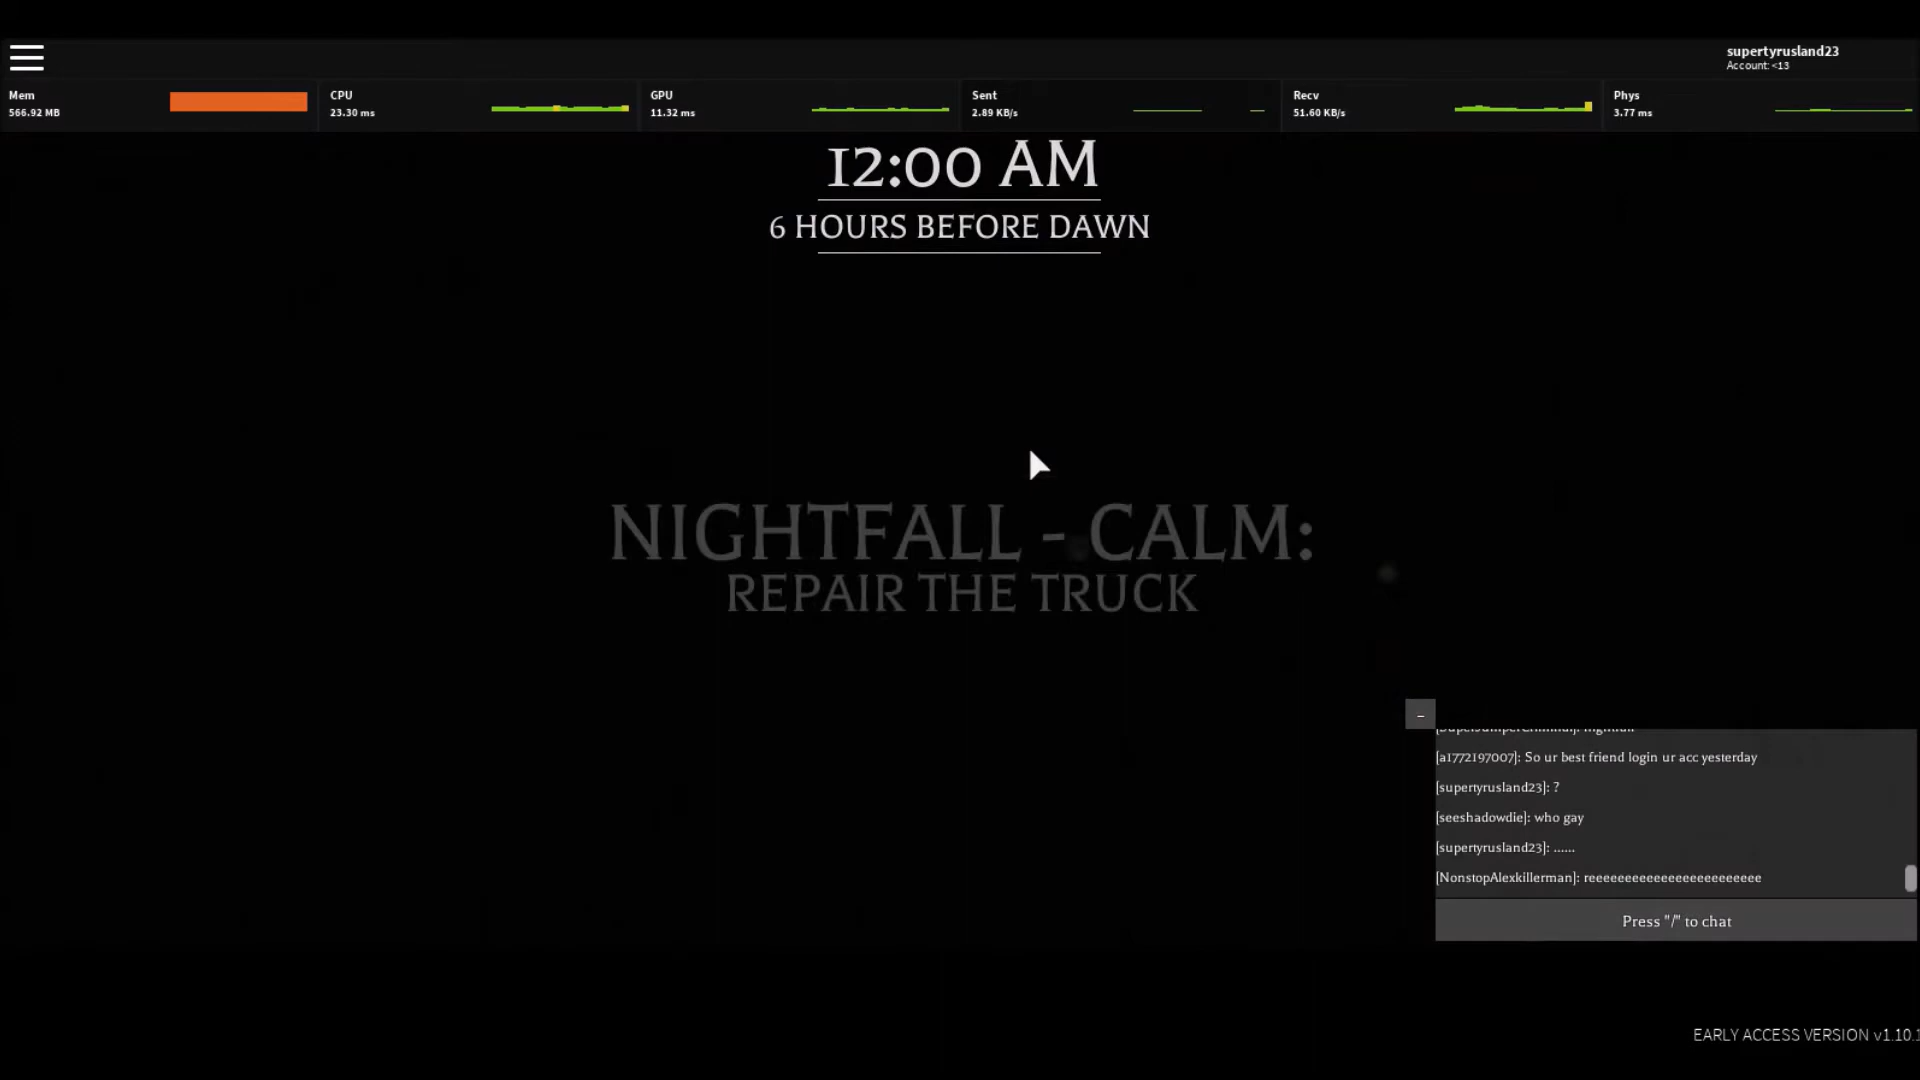 supertyrusland23
Account: <13
Mem
566.92 MB
CPU
23.30 ms
GPU
11.32 ms
Sent
2.89 KB/s
Recv
51.60 KB/s
Phys
3.77 ms
12:00 AM
6 HOURS BEFORE DAWN
NIGHTFALL - CALM:
REPAIR THE TRUCK
[a1772197007]: So ur best friend login ur acc yesterday
[supertyrusland23]: ?
[seeshadowdie]: who gay
[supertyrusland23]: ......
[NonstopAlexkillerman]: reeeeeeeeeeeeeeeeeeeeeeeee
Press "/" to chat
EARLY ACCESS VERSION v1.10.1